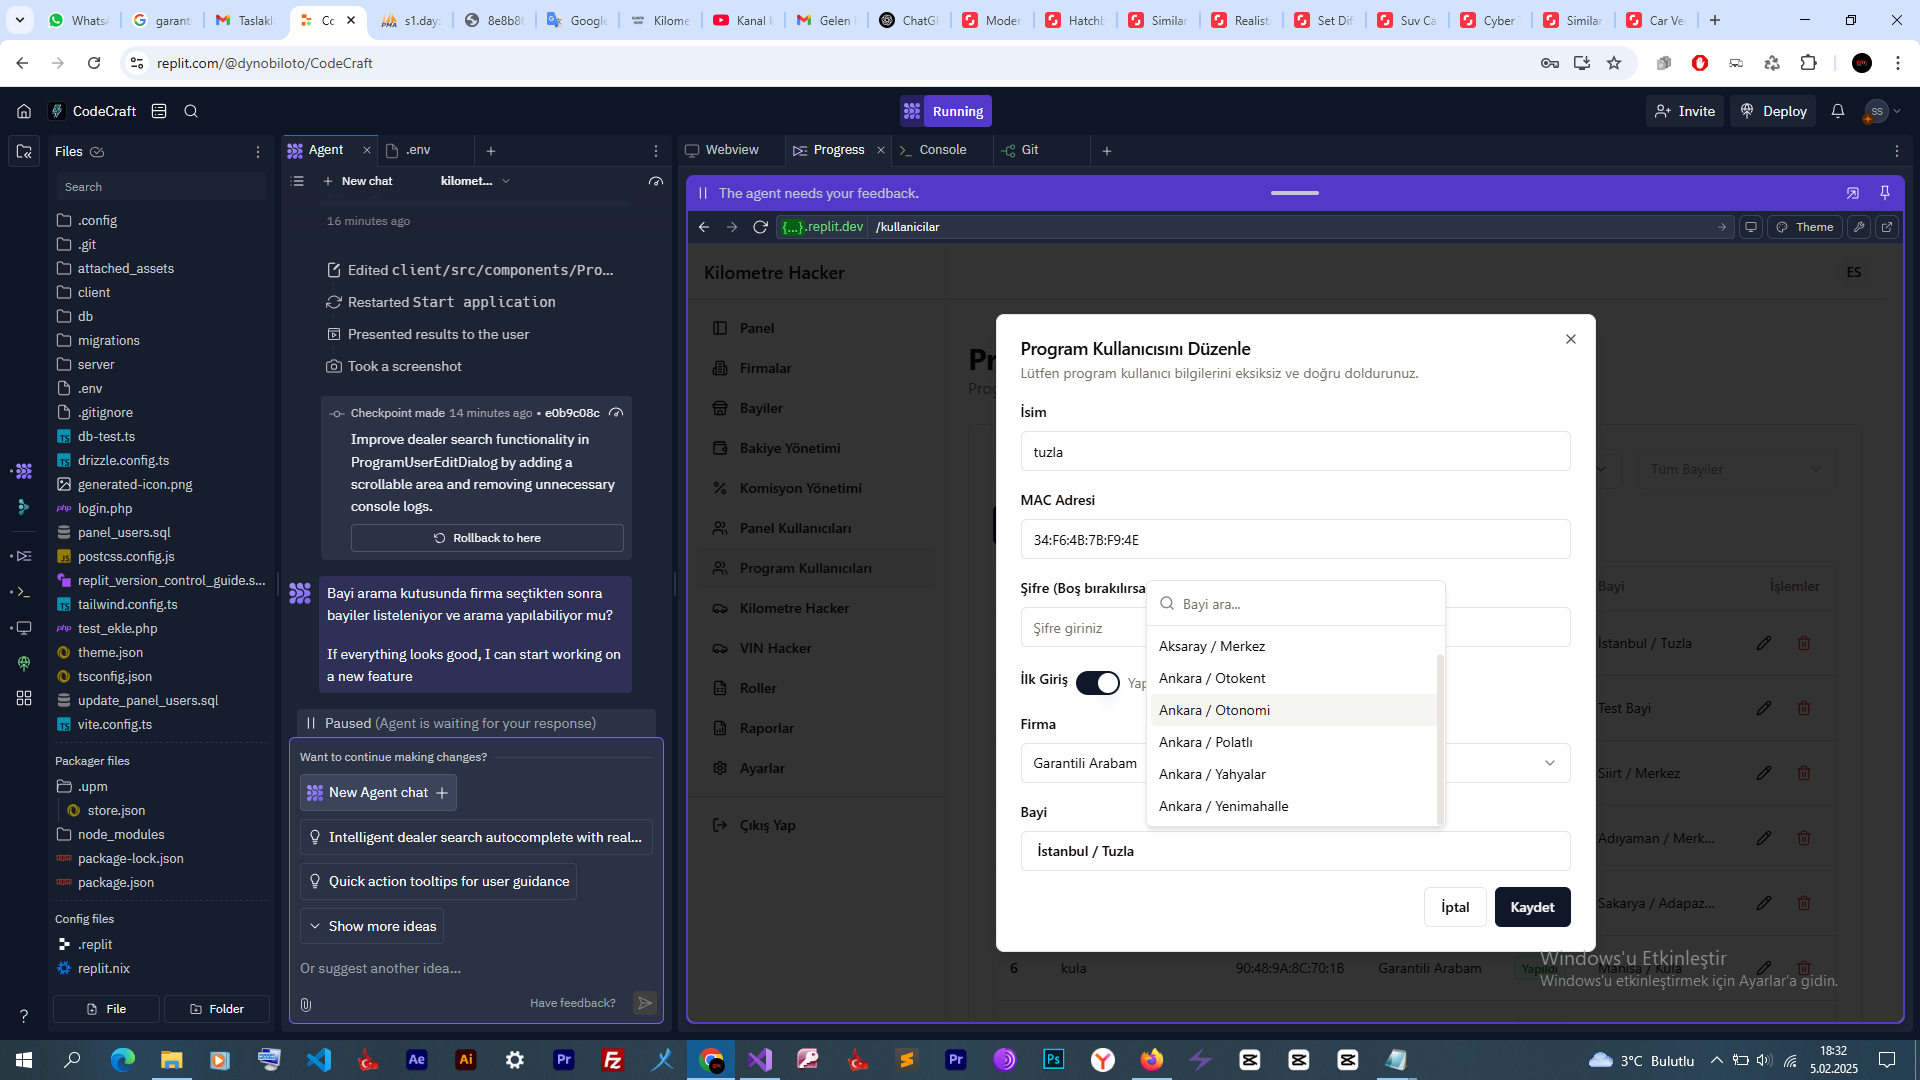 WhatsA
garanti
Taslakl
Co
s1.day
8e8b8
Google
Kilome
Kanal k
Gelen
ChatGI
Moder
Hatchb
Similar
Realist
Set Dif
Suv Ca
Cyber
Similar
Car Ve
replit.com/@dynobiloto/CodeCraft
CodeCraft
Running
Invite
Deploy
SS
Files
Agent
.env
Webview
Progress
Console
Git
Search
New chat
kilomet...
The agent needs your feedback.
.config
.git
attached_assets
client
db
migrations
server
.env
.gitignore
db-test.ts
drizzle.config.ts
generated-icon.png
login.php
panel_users.sql
postcss.config.js
replit_version_control_guide.s...
tailwind.config.ts
test_ekle.php
theme.json
tsconfig.json
update_panel_users.sql
vite.config.ts
Packager files
.upm
store.json
node_modules
package-lock.json
package.json
Config files
.replit
replit.nix
File
Folder
16 minutes ago
Edited client/src/components/Pro...
Restarted Start application
Presented results to the user
Took a screenshot
Checkpoint made 14 minutes ago • e0b9c08c
Improve dealer search functionality in
ProgramUserEditDialog by adding a
scrollable area and removing unnecessary
console logs.
Rollback to here
Bayi arama kutusunda firma seçtikten sonra
bayiler listeleniyor ve arama yapılabiliyor mu?
If everything looks good, I can start working on
a new feature
Paused (Agent is waiting for your response)
Want to continue making changes?
New Agent chat
Intelligent dealer search autocomplete with real...
Quick action tooltips for user guidance
Show more ideas
Or suggest another idea...
Have feedback?
{...}.replit.dev /kullanicilar
Theme
Kilometre Hacker
ES
Panel
Firmalar
Bayiler
Bakiye Yönetimi
Komisyon Yönetimi
Panel Kullanıcıları
Program Kullanıcıları
Kilometre Hacker
VIN Hacker
Roller
Raporlar
Ayarlar
Çıkış Yap
Pr
Prog
Tüm Bayiler
Bayi
İşlemler
İstanbul / Tuzla
Test Bayi
Siirt / Merkez
Adıyaman / Merk...
Sakarya / Adapaz...
6 kula 90:48:9A:8C:70:1B Garantili Arabam Yapıldı Manisa / Kula
Program Kullanıcısını Düzenle
Lütfen program kullanıcı bilgilerini eksiksiz ve doğru doldurunuz.
İsim
tuzla
MAC Adresi
34:F6:4B:7B:F9:4E
Şifre (Boş bırakılırsa
Şifre giriniz
İlk Giriş
Yap
Firma
Garantili Arabam
Bayi
İstanbul / Tuzla
Bayi ara...
Aksaray / Merkez
Ankara / Otokent
Ankara / Otonomi
Ankara / Polatlı
Ankara / Yahyalar
Ankara / Yenimahalle
İptal
Kaydet
Windows'u Etkinleştir
Windows'u etkinleştirmek için Ayarlar'a gidin.
3°C Bulutlu
18:32
5.02.2025